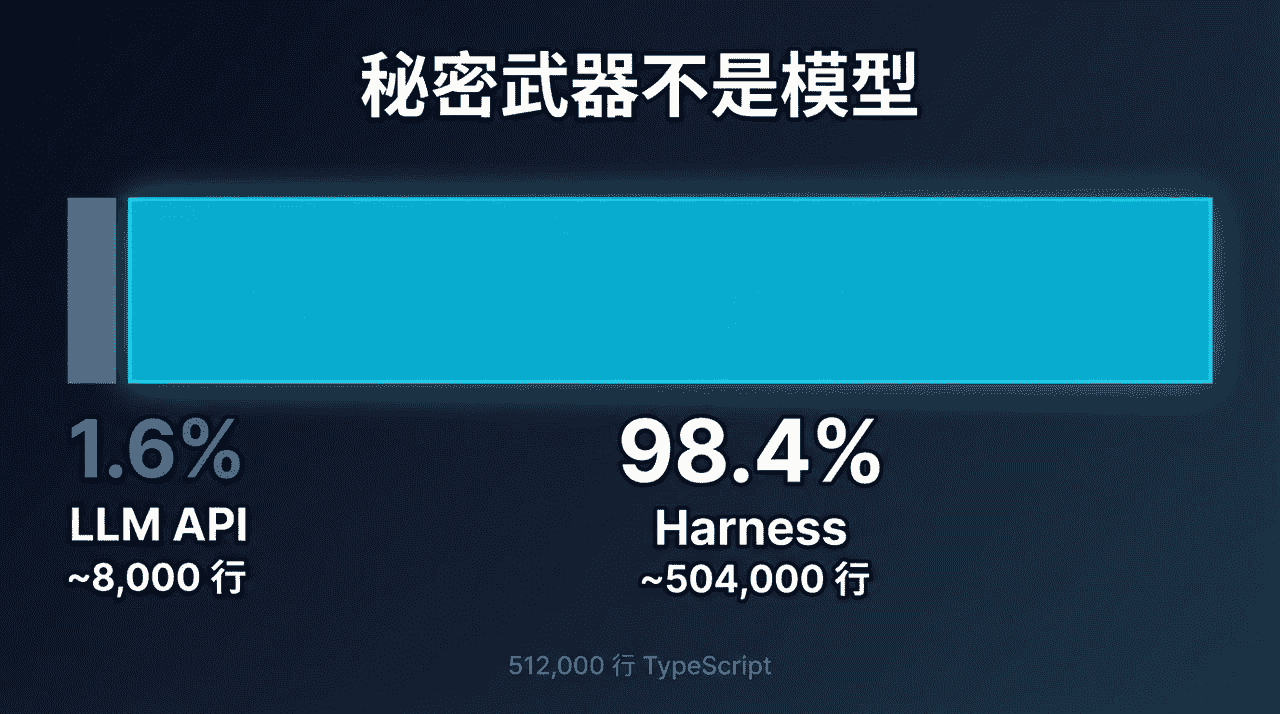 秘密武器不是模型
1.6%
LLM API
~8,000 行
98.4%
Harness
~504,000 行
512,000 行 TypeScript